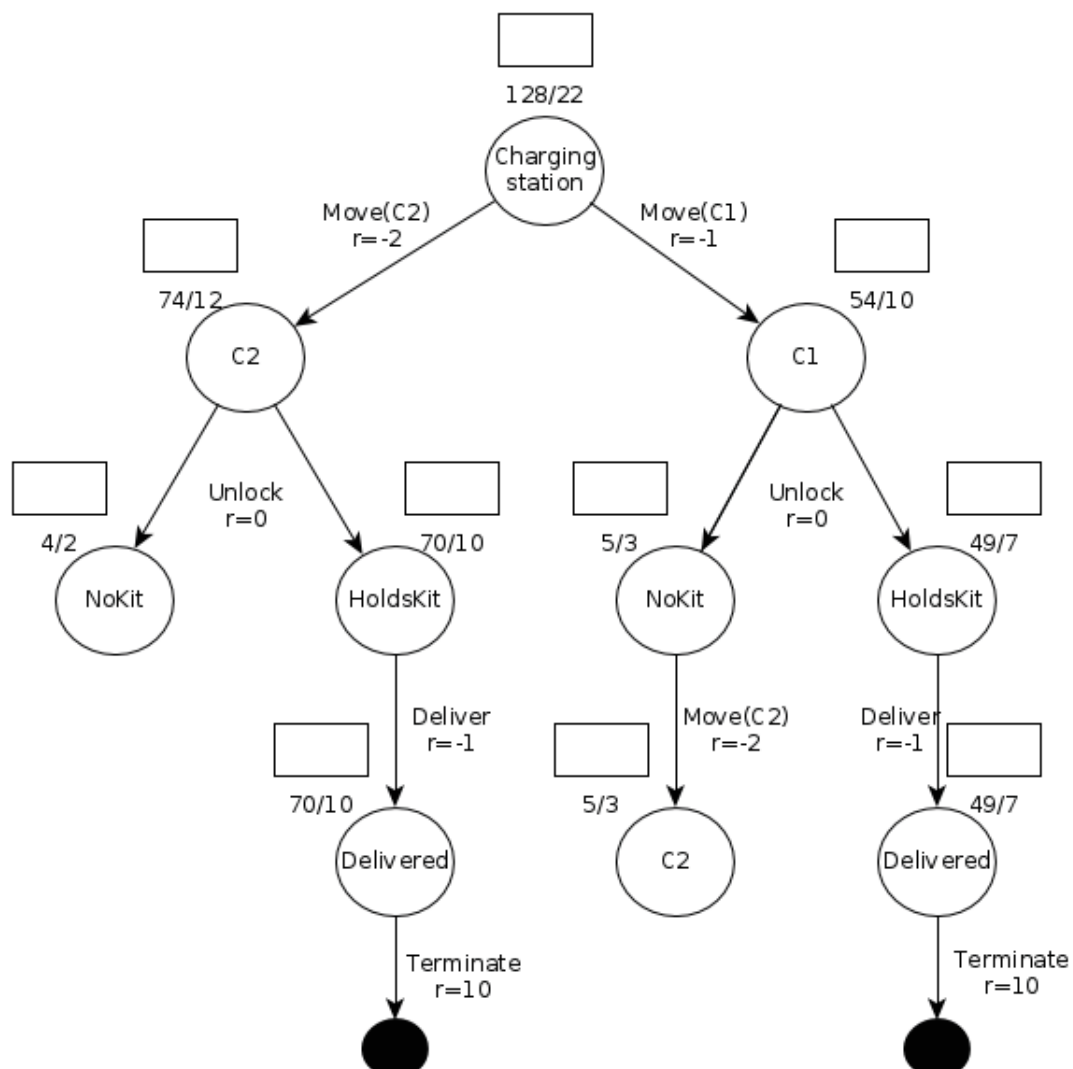 128/22
Charging
station
Move(C2)
r=-2
Move(C1)
r=-1
74/12
54/10
C2
C1
Unlock
r=0
Unlock
r=0
4/2
70/10
5/3
49/7
NoKit
HoldsKit
NoKit
HoldsKit
Deliver
r=-1
Move(C2)
r=-2
Deliver
r=-1
70/10
5/3
49/7
Delivered
C2
Delivered
Terminate
r=10
Terminate
r=10